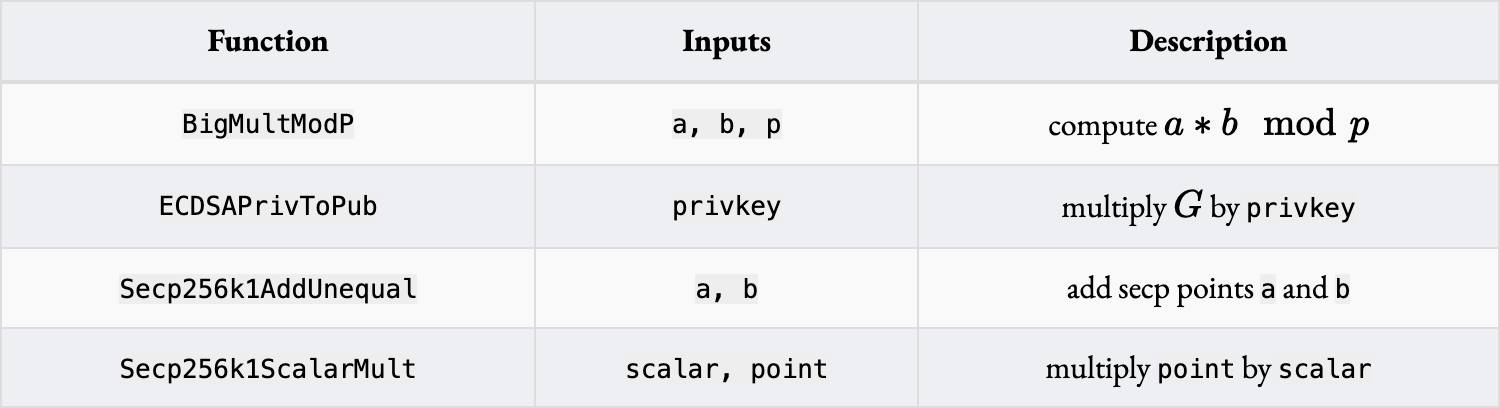 Function Inputs Description
BigMultModP a, b, p compute a * b mod p
ECDSAPrivToPub privkey multiply G by privkey
Secp256k1AddUnequal a, b add secp points a and b
Secp256k1ScalarMult scalar, point multiply point by scalar